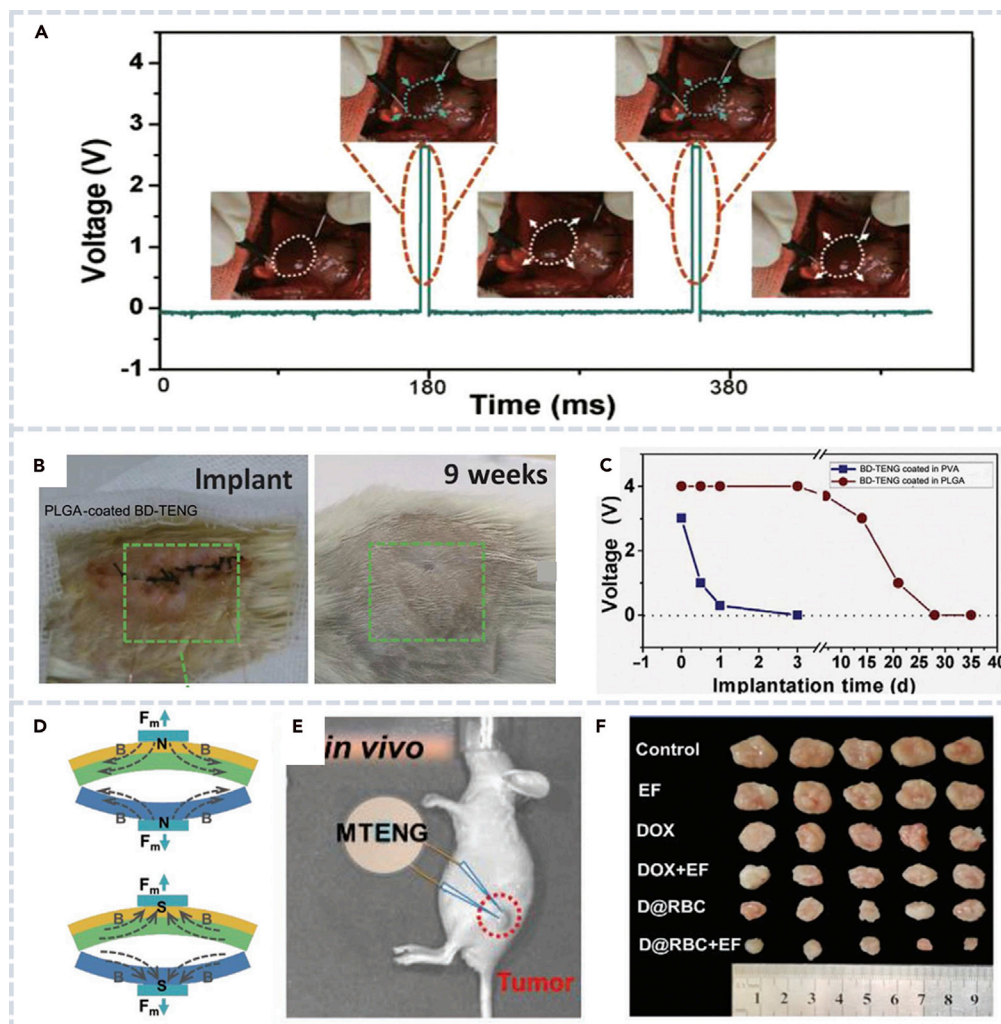 A
4
3
2
1
0
-1
Voltage (V)
0 180 380
Time (ms)
B
Implant
PLGA-coated BD-TENG
9 weeks
C
BD-TENG coated in PVA
BD-TENG coated in PLGA
4
2
0
Voltage (V)
-1 0 1 2 3 10 15 20 25 30 35 40
Implantation time (d)
D
Fm
N
B B
B B
N
Fm
Fm
S
B B
B B
S
Fm
E
in vivo
MTENG
Tumor
F
Control
EF
DOX
DOX+EF
D@RBC
D@RBC+EF
1 2 3 4 5 6 7 8 9